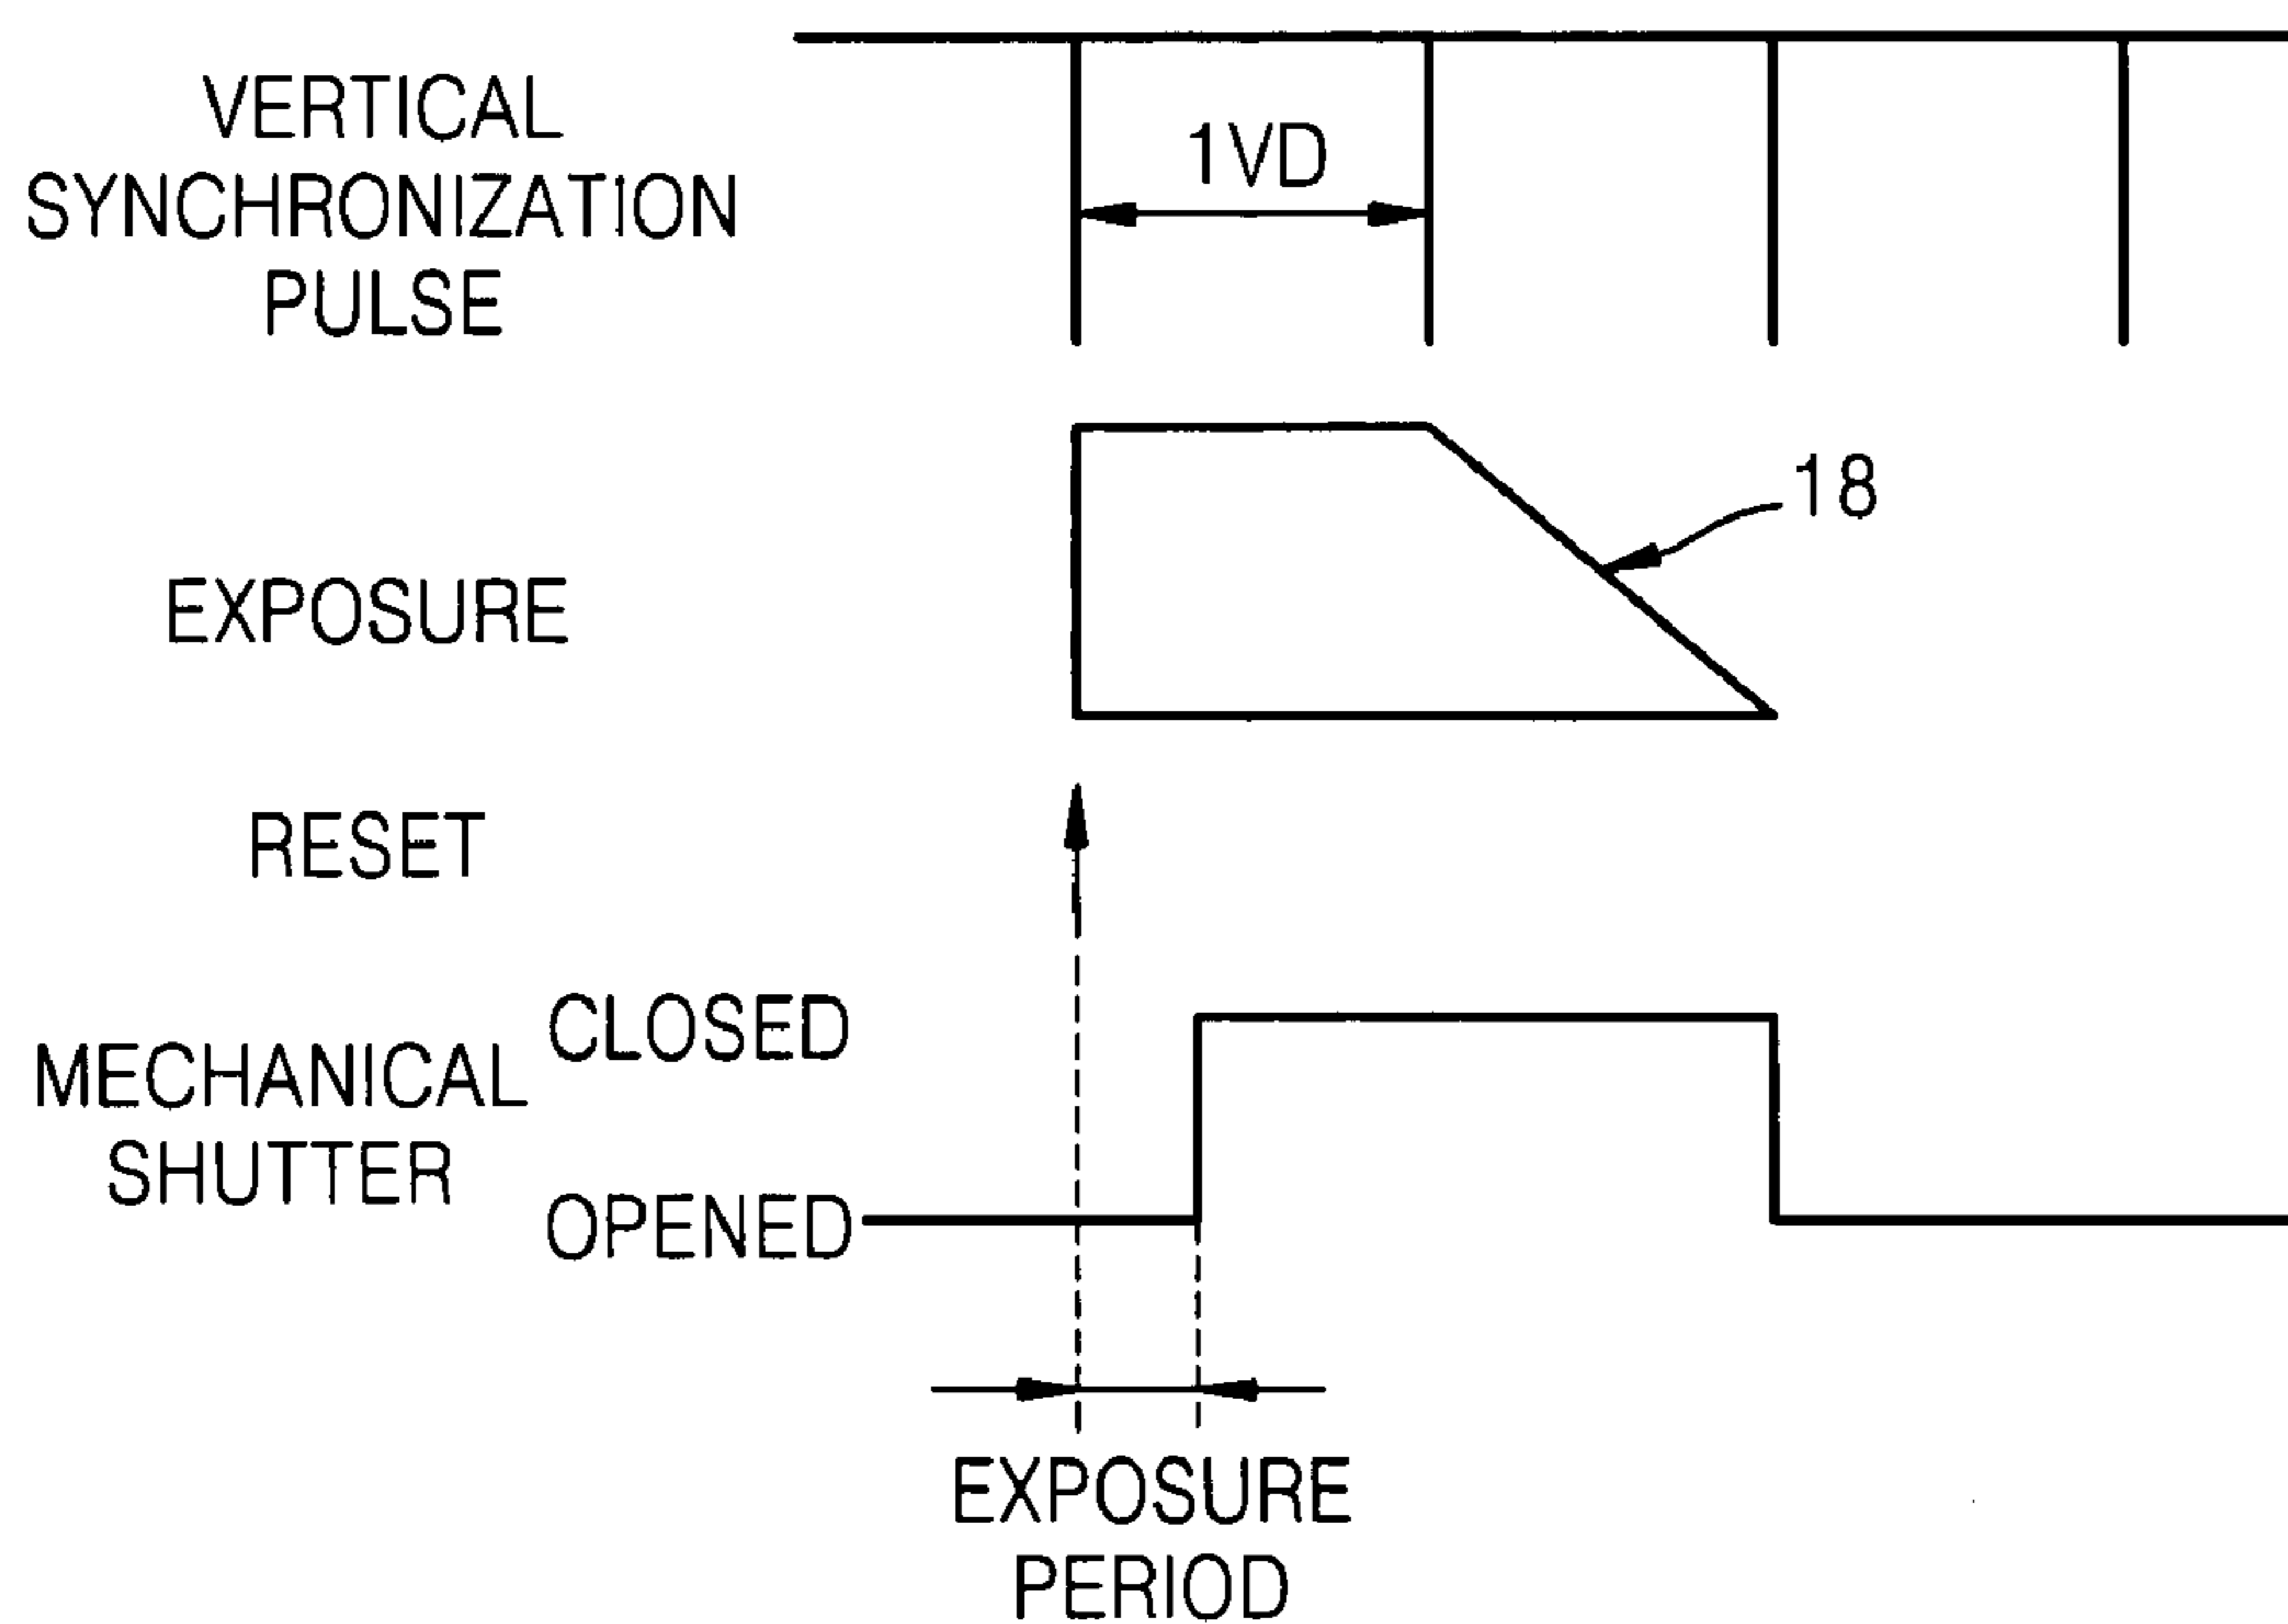 VERTICAL
SYNCHRONIZATION
PULSE
1VD
EXPOSURE
18
RESET
MECHANICAL
SHUTTER
CLOSED
OPENED
EXPOSURE
PERIOD